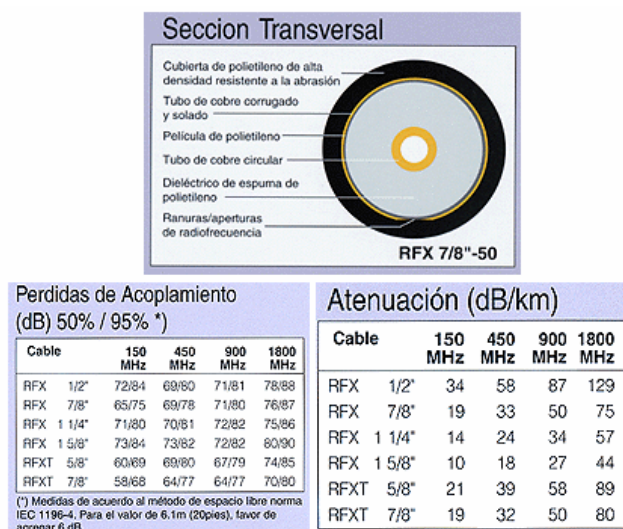 Seccion Transversal
Cubierta de polietileno de alta
densidad resistente a la abrasión
Tubo de cobre corrugado
y solado
Película de polietileno
Tubo de cobre circular
Dieléctrico de espuma de
polietileno
Ranuras/aperturas
de radiofrecuencia
RFX 7/8"-50
Perdidas de Acoplamiento
(dB) 50% / 95% *)
Cable 150 MHz 450 MHz 900 MHz 1800 MHz
RFX 1/2" 72/84 69/80 71/81 78/88
RFX 7/8" 65/75 69/78 71/80 76/87
RFX 1 1/4" 71/80 70/81 72/82 75/86
RFX 1 5/8" 73/84 73/82 72/82 80/90
RFXT 5/8" 60/69 69/80 67/79 74/85
RFXT 7/8" 58/68 64/77 64/77 70/80
(*) Medidas de acuerdo al método de espacio libre norma
IEC 1196-4. Para el valor de 6.1m (20pies), favor de
agregar 6 dB
Atenuación (dB/km)
Cable 150 MHz 450 MHz 900 MHz 1800 MHz
RFX 1/2" 34 58 87 129
RFX 7/8" 19 33 50 75
RFX 1 1/4" 14 24 34 57
RFX 1 5/8" 10 18 27 44
RFXT 5/8" 21 39 58 89
RFXT 7/8" 19 32 50 80